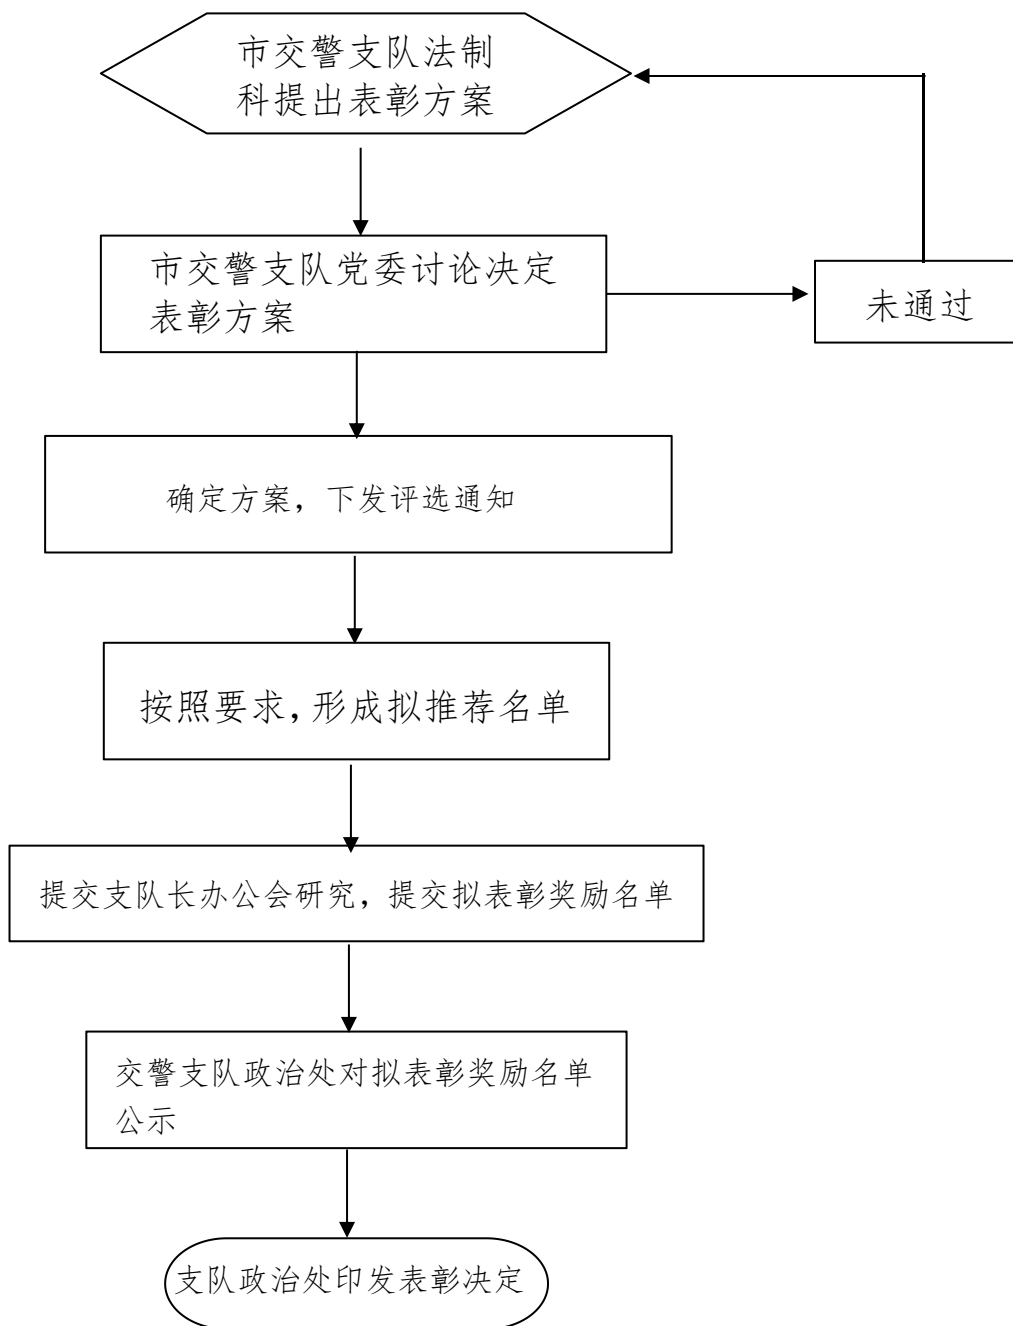 市交警支队法制
科提出表彰方案
市交警支队党委讨论决定
表彰方案
未通过
确定方案，下发评选通知
按照要求，形成拟推荐名单
提交支队长办公会研究，提交拟表彰奖励名单
交警支队政治处对拟表彰奖励名单
公示
支队政治处印发表彰决定